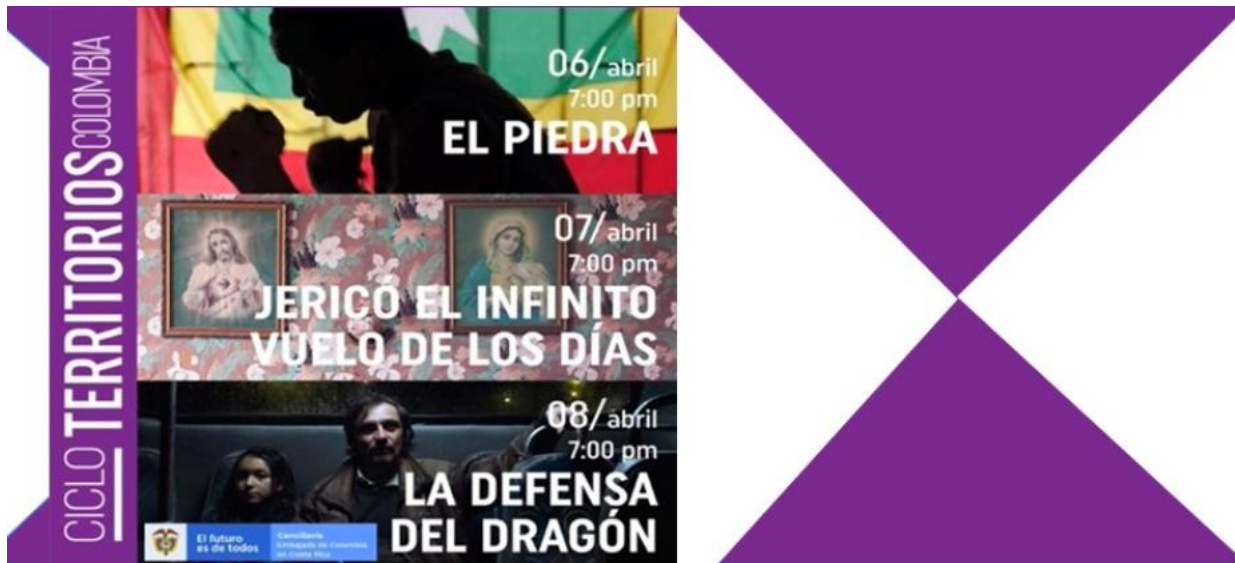 CICLO TERRITORIOS COLOMBIA
06/abril
7:00 pm
EL PIEDRA
07/abril
7:00 pm
JERICÓ EL INFINITO
VUELO DE LOS DÍAS
08/abril
7:00 pm
LA DEFENSA
DEL DRAGÓN
El futuro
es de todos
Cancillería
Embajada de Colombia
en Costa Rica